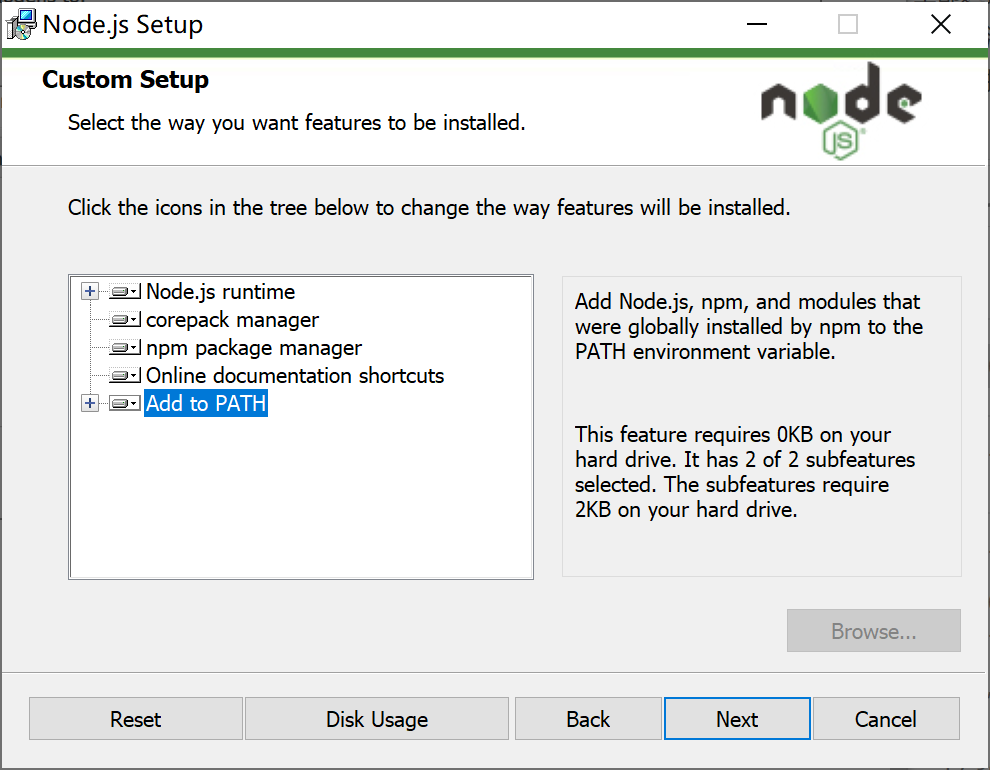 Node.js Setup
Custom Setup
Select the way you want features to be installed.
node
JS
Click the icons in the tree below to change the way features will be installed.
Node.js runtime
corepack manager
npm package manager
Online documentation shortcuts
Add to PATH
Add Node.js, npm, and modules that
were globally installed by npm to the
PATH environment variable.
This feature requires 0KB on your
hard drive. It has 2 of 2 subfeatures
selected. The subfeatures require
2KB on your hard drive.
Browse...
Reset
Disk Usage
Back
Next
Cancel